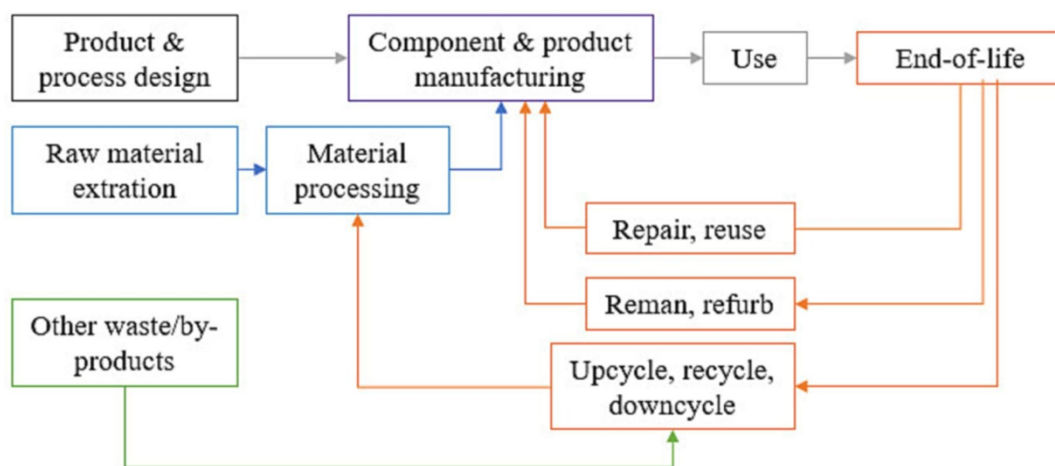 Product &
process design
Component & product
manufacturing
Use
End-of-life
Raw material
extration
Material
processing
Repair, reuse
Reman, refurb
Other waste/by-
products
Upcycle, recycle,
downcycle